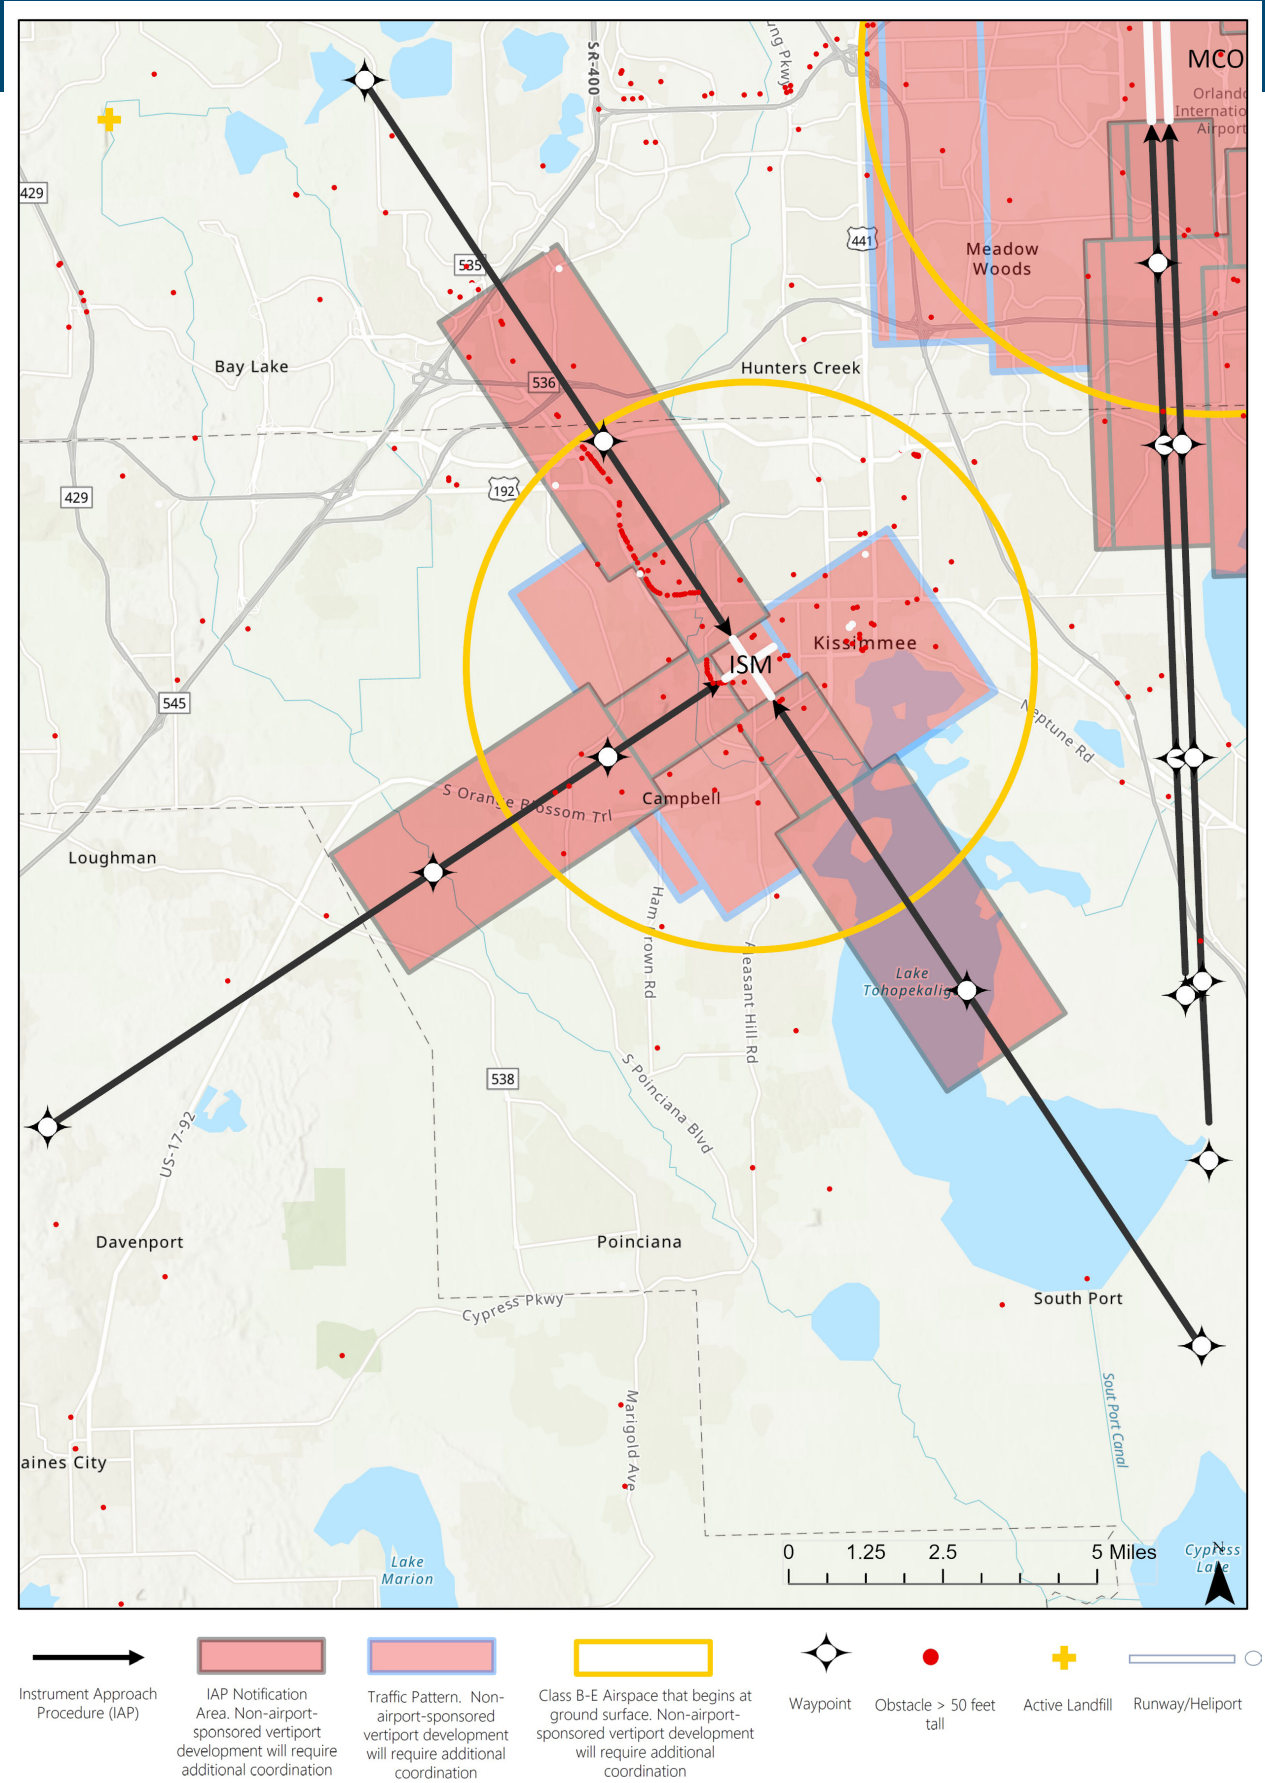 SR-400
ung Pkwy
MCO
Orlando
Internatio
Airport
429
441
Meadow
Woods
535
Bay Lake
Hunters Creek
536
192
429
Kissimmee
ISM
545
Neptune Rd
S Orange Blossom Trl
Campbell
Loughman
Ham Brown Rd
Pleasant Hill Rd
Lake
Tohopekaliga
538
S Poinciana Blvd
US-17-92
Davenport
Poinciana
South Port
Cypress Pkwy
Sout Port Canal
Marigold Ave
aines City
0 1.25 2.5 5 Miles
N
Cypress
Lake
Lake
Marion
Instrument Approach
Procedure (IAP)
IAP Notification
Area. Non-airport-
sponsored vertiport
development will require
additional coordination
Traffic Pattern. Non-
airport-sponsored
vertiport development
will require additional
coordination
Class B-E Airspace that begins at
ground surface. Non-airport-
sponsored vertiport development
will require additional
coordination
Waypoint
Obstacle > 50 feet
tall
Active Landfill
Runway/Heliport